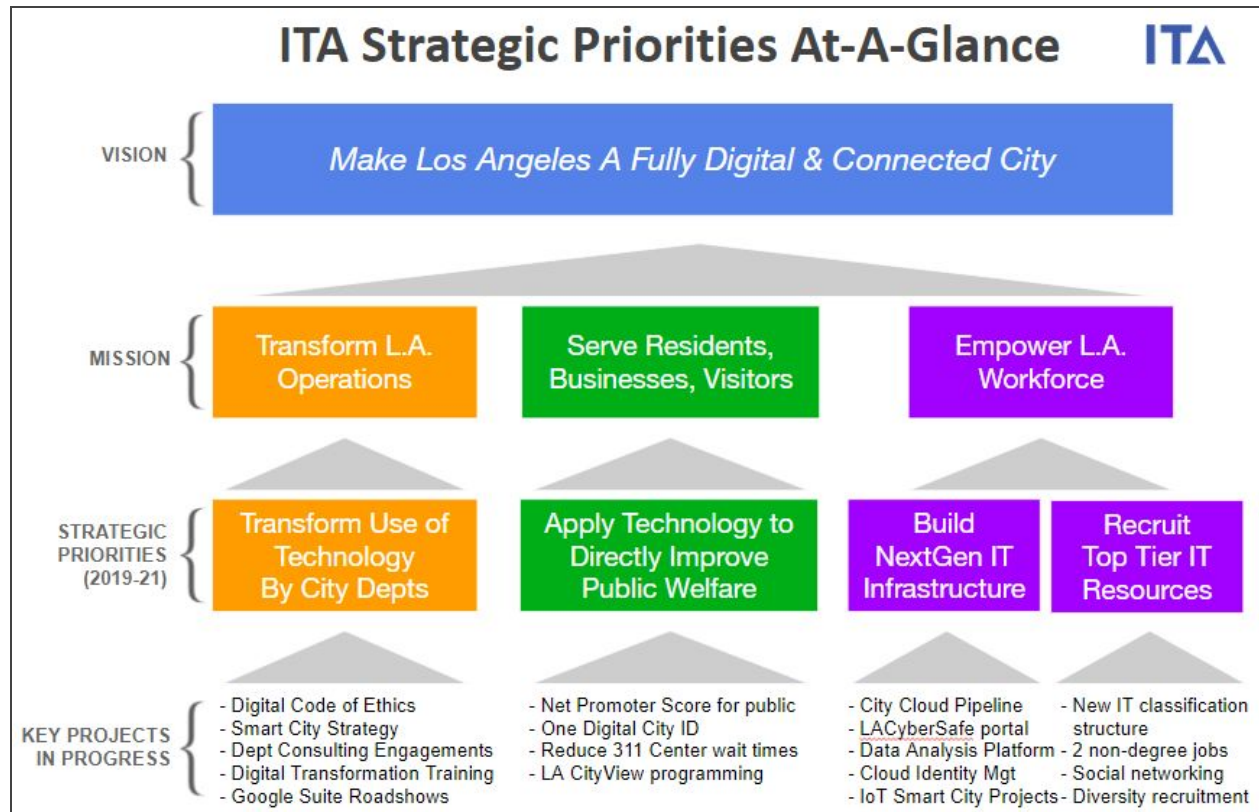 ITA Strategic Priorities At-A-Glance
ITA
VISION
Make Los Angeles A Fully Digital & Connected City
MISSION
Transform L.A.
Operations
Serve Residents,
Businesses, Visitors
Empower L.A.
Workforce
STRATEGIC
PRIORITIES
(2019-21)
Transform Use of
Technology
By City Depts
Apply Technology to
Directly Improve
Public Welfare
Build
NextGen IT
Infrastructure
Recruit
Top Tier IT
Resources
KEY PROJECTS
IN PROGRESS
- Digital Code of Ethics
- Smart City Strategy
- Dept Consulting Engagements
- Digital Transformation Training
- Google Suite Roadshows
- Net Promoter Score for public
- One Digital City ID
- Reduce 311 Center wait times
- LA CityView programming
- City Cloud Pipeline
- LACyberSafe portal
- Data Analysis Platform
- Cloud Identity Mgt
- IoT Smart City Projects
- New IT classification
structure
- 2 non-degree jobs
- Social networking
- Diversity recruitment